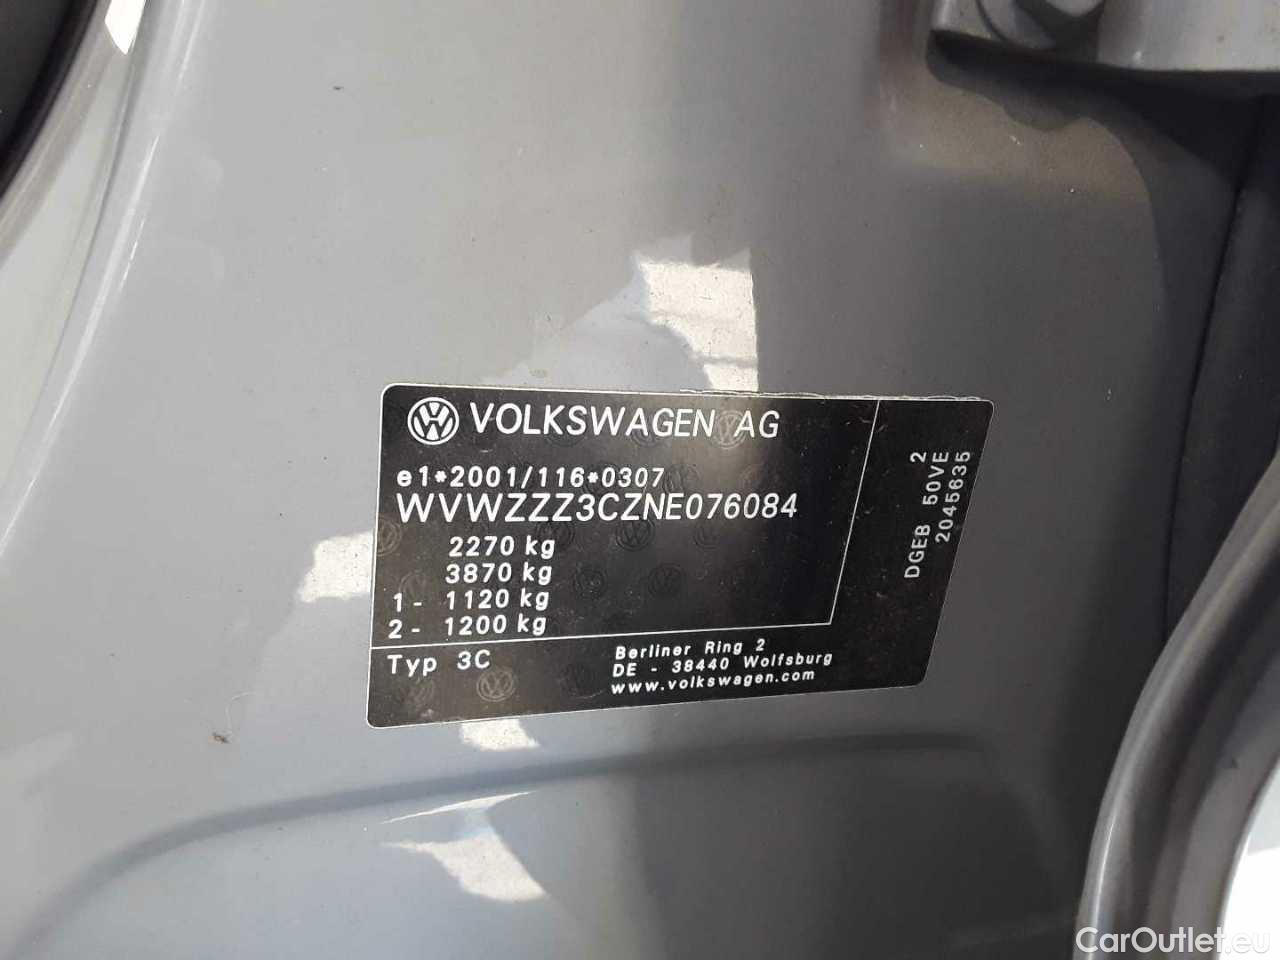 VOLKSWAGEN AG
e1*2001/116*0307
WVWZZZ3CZNE076084
2270 kg
3870 kg
1 - 1120 kg
2 - 1200 kg
Typ 3C
Berliner Ring 2
DE - 38440 Wolfsburg
www.volkswagen.com
DGEB 50VE 2
2045635
CarOutlet.eu